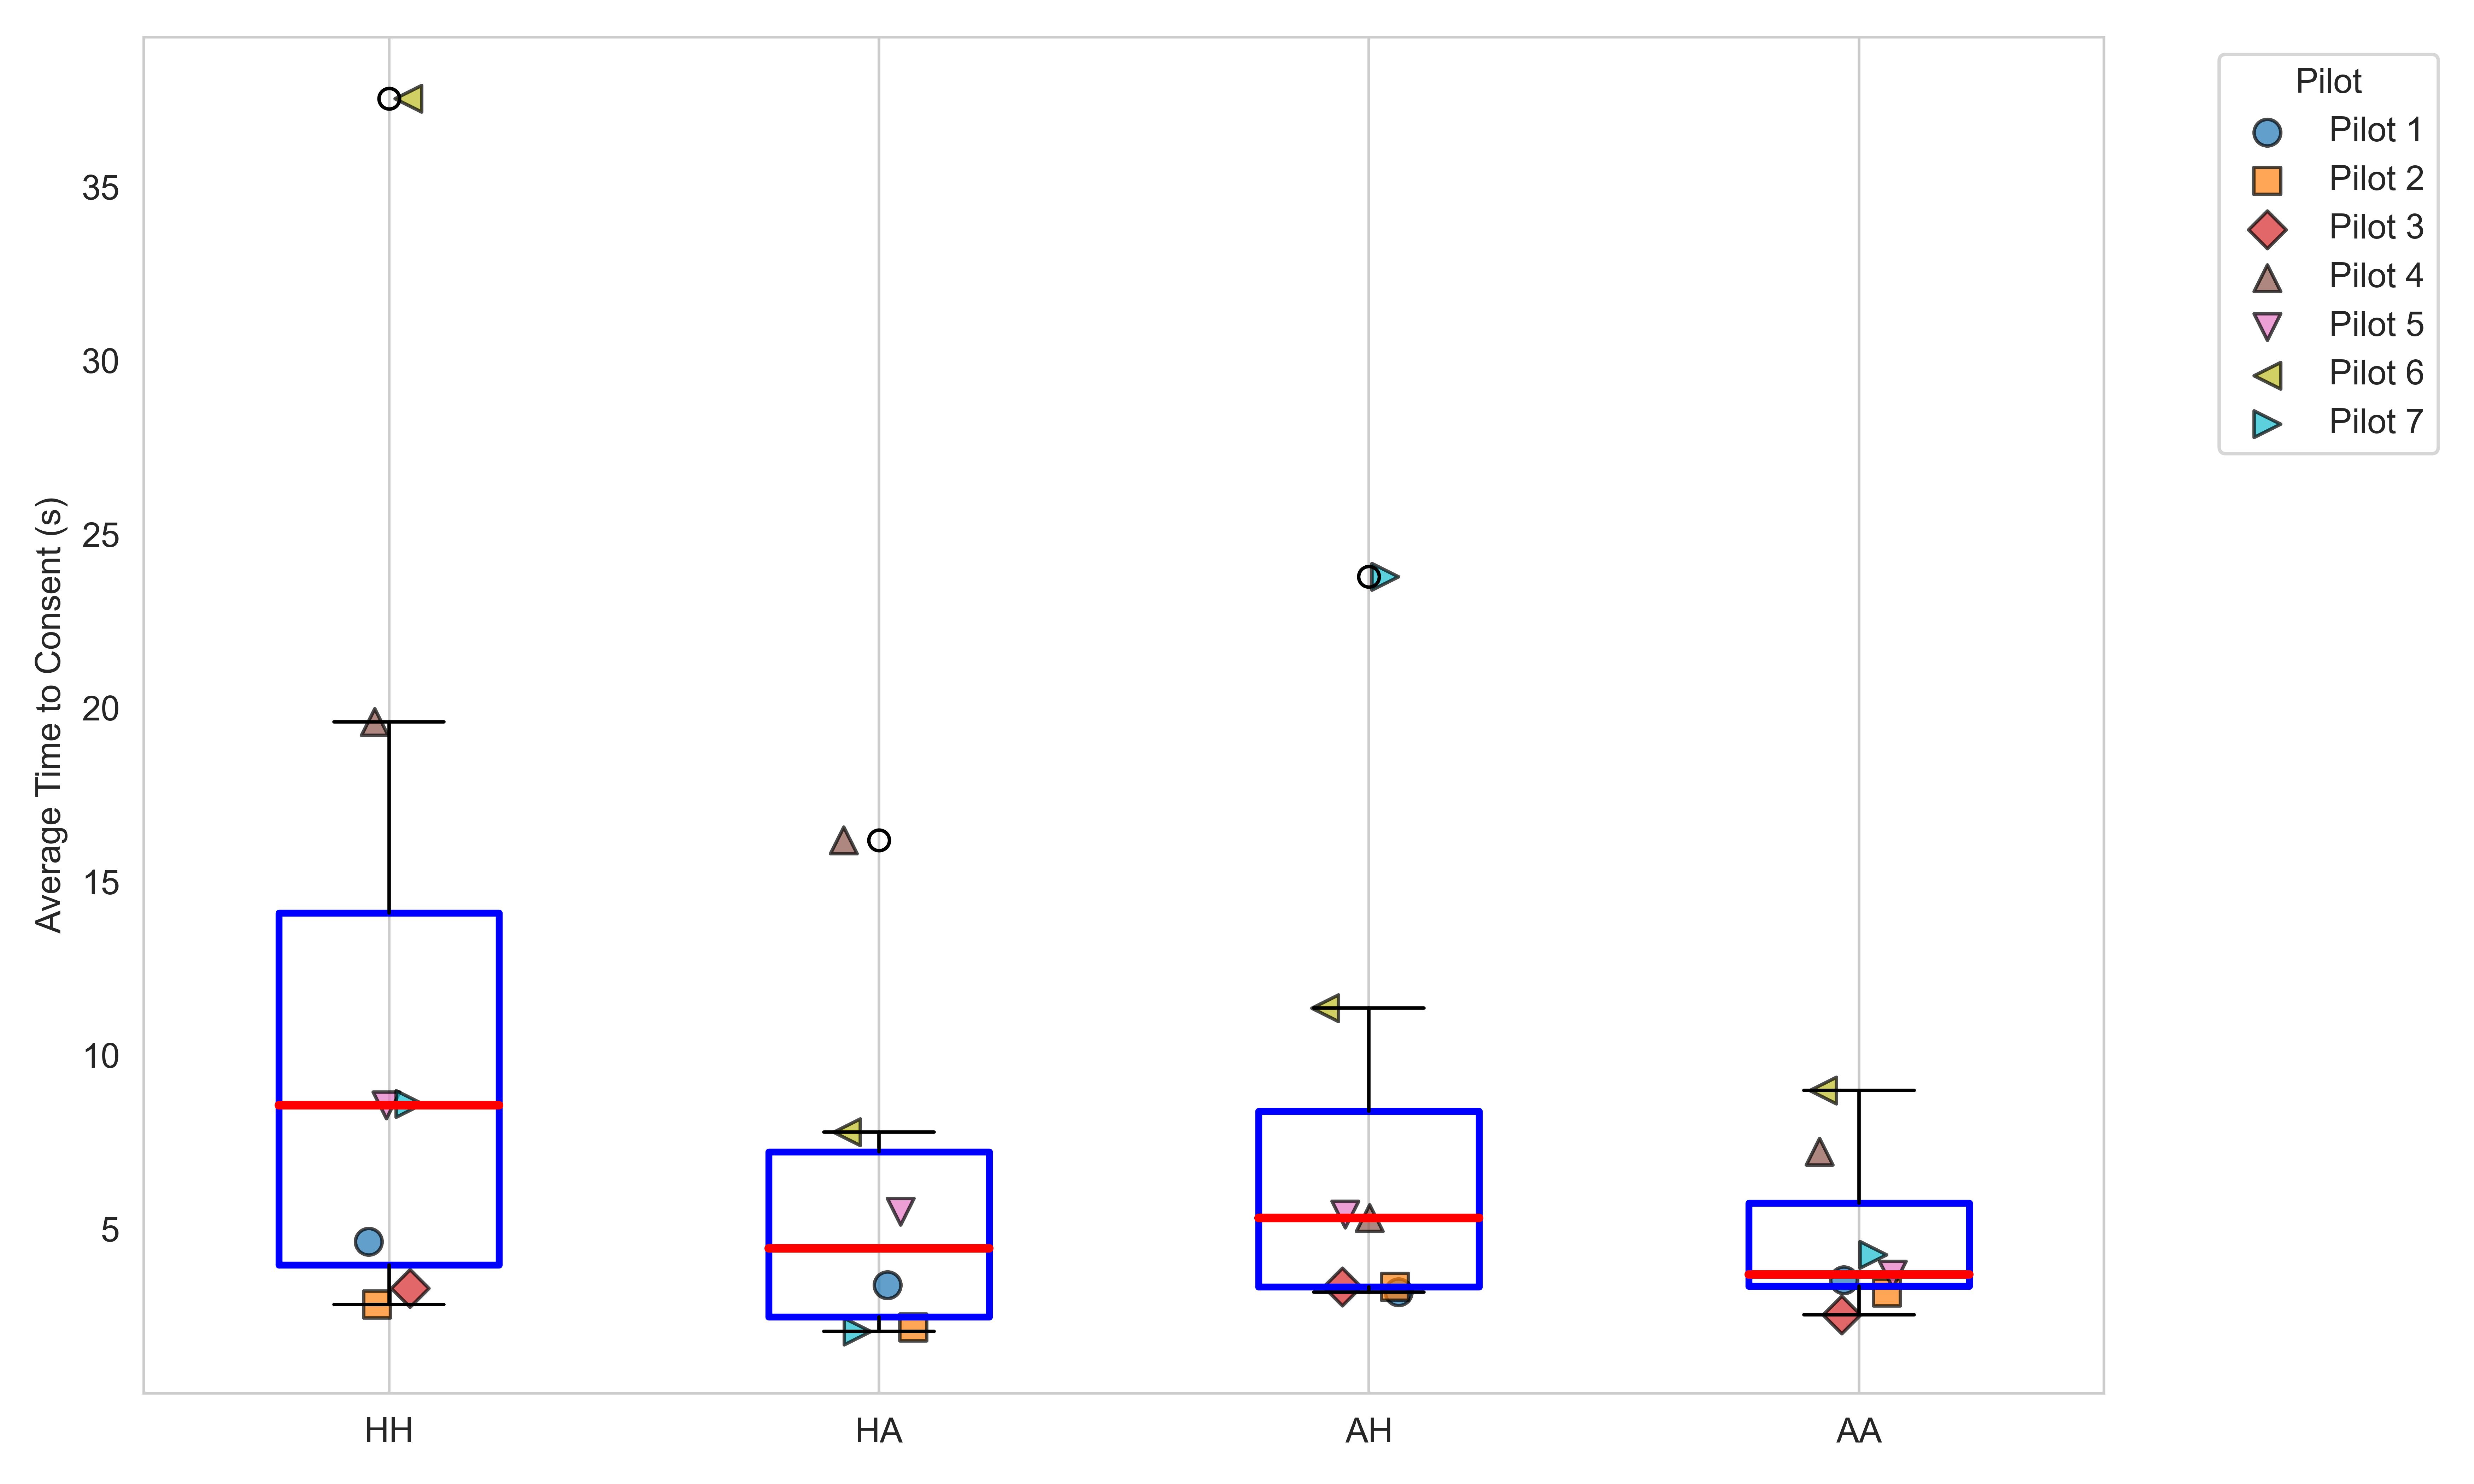 Average Time to Consent (s)
35
30
25
20
15
10
5
HH HA AH AA
Pilot
Pilot 1
Pilot 2
Pilot 3
Pilot 4
Pilot 5
Pilot 6
Pilot 7